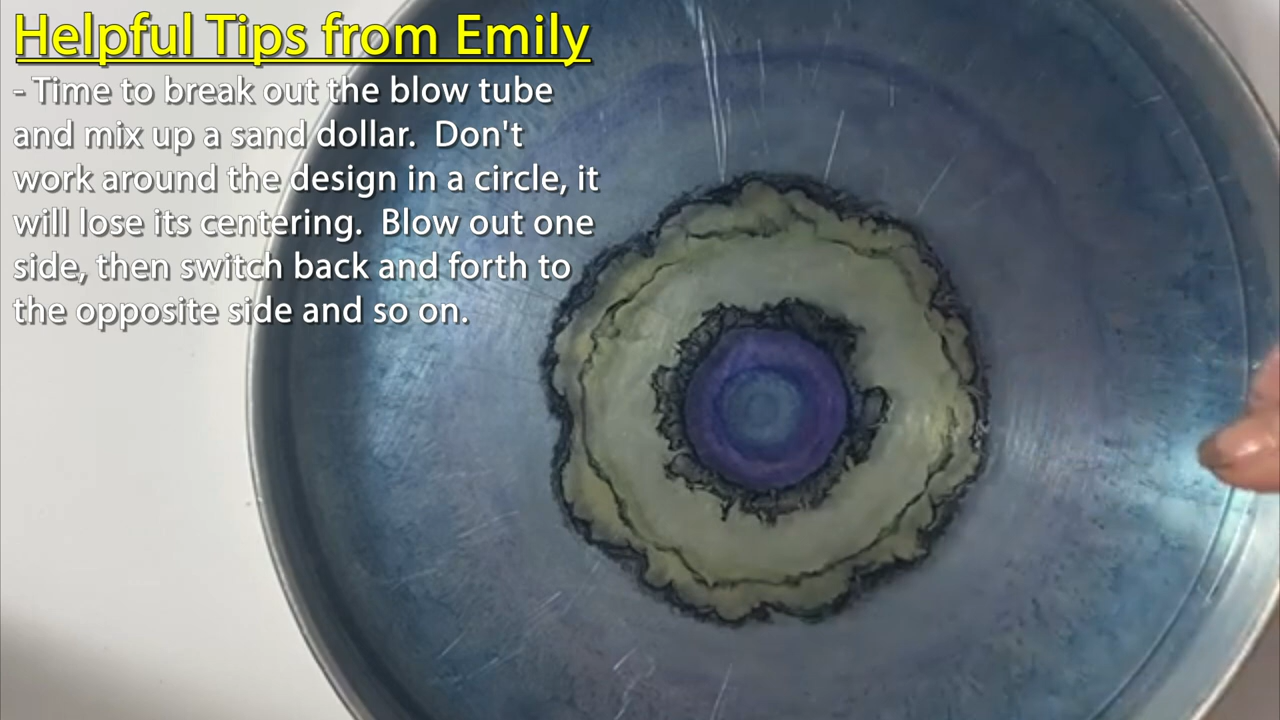 Helpful Tips from Emily
- Time to break out the blow tube
and mix up a sand dollar.  Don't
work around the design in a circle, it
will lose its centering.  Blow out one
side, then switch back and forth to
the opposite side and so on.